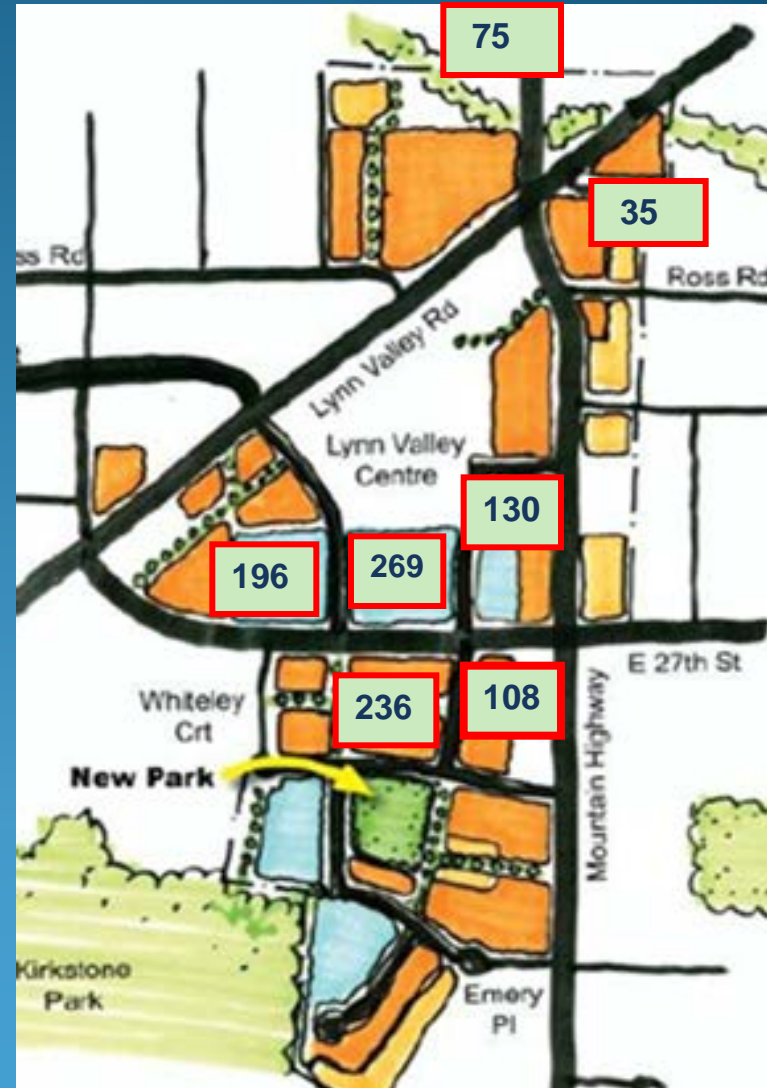 75
35
ss Rd
Ross Rd
Lynn Valley Rd
Lynn Valley
Centre
130
196
269
E 27th St
Whiteley
Crt
236
108
New Park
Mountain Highway
Kirkstone
Park
Emery
Pl